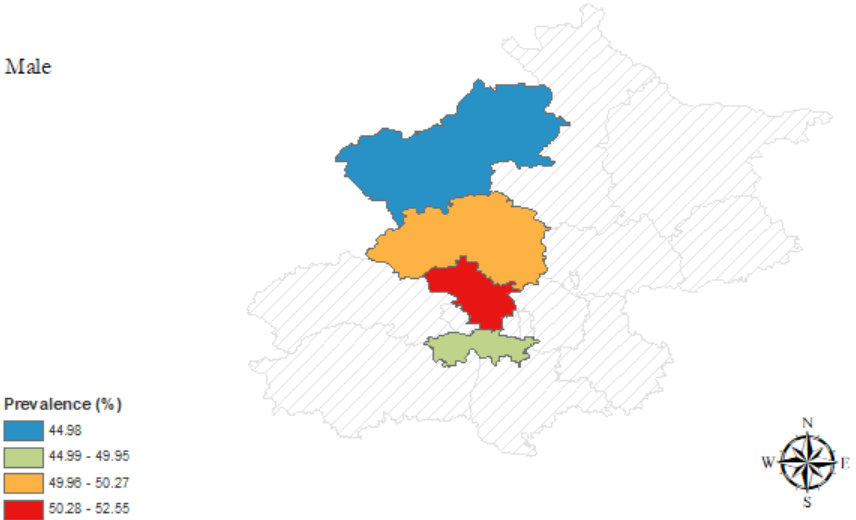 Male
Prevalence (%)
44.98
44.99 - 49.95
49.96 - 50.27
50.28 - 52.55
N
W E
S